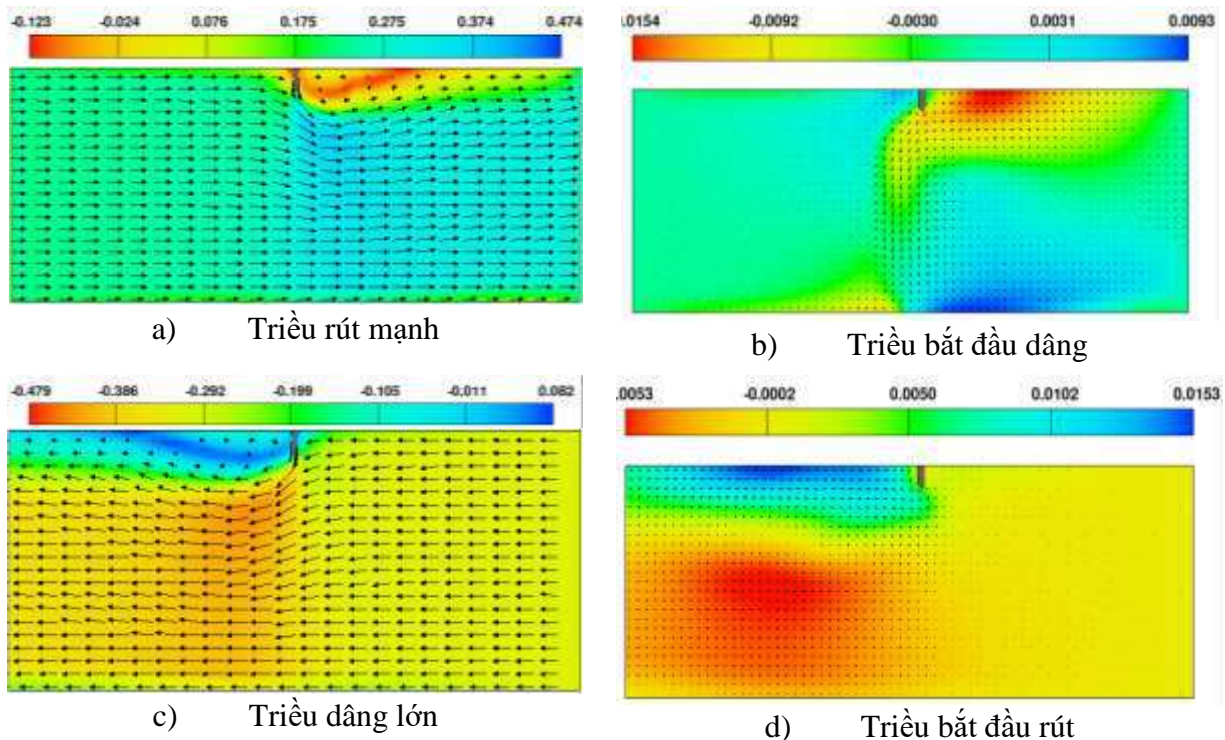 -0.123 -0.024 0.076 0.175 0.275 0.374 0.474
.0154 -0.0092 -0.0030 0.0031 0.0093
a) Triều rút mạnh
b) Triều bắt đầu dâng
-0.479 -0.386 -0.292 -0.199 -0.105 -0.011 0.082
.0053 -0.0002 0.0050 0.0102 0.0153
c) Triều dâng lớn
d) Triều bắt đầu rút